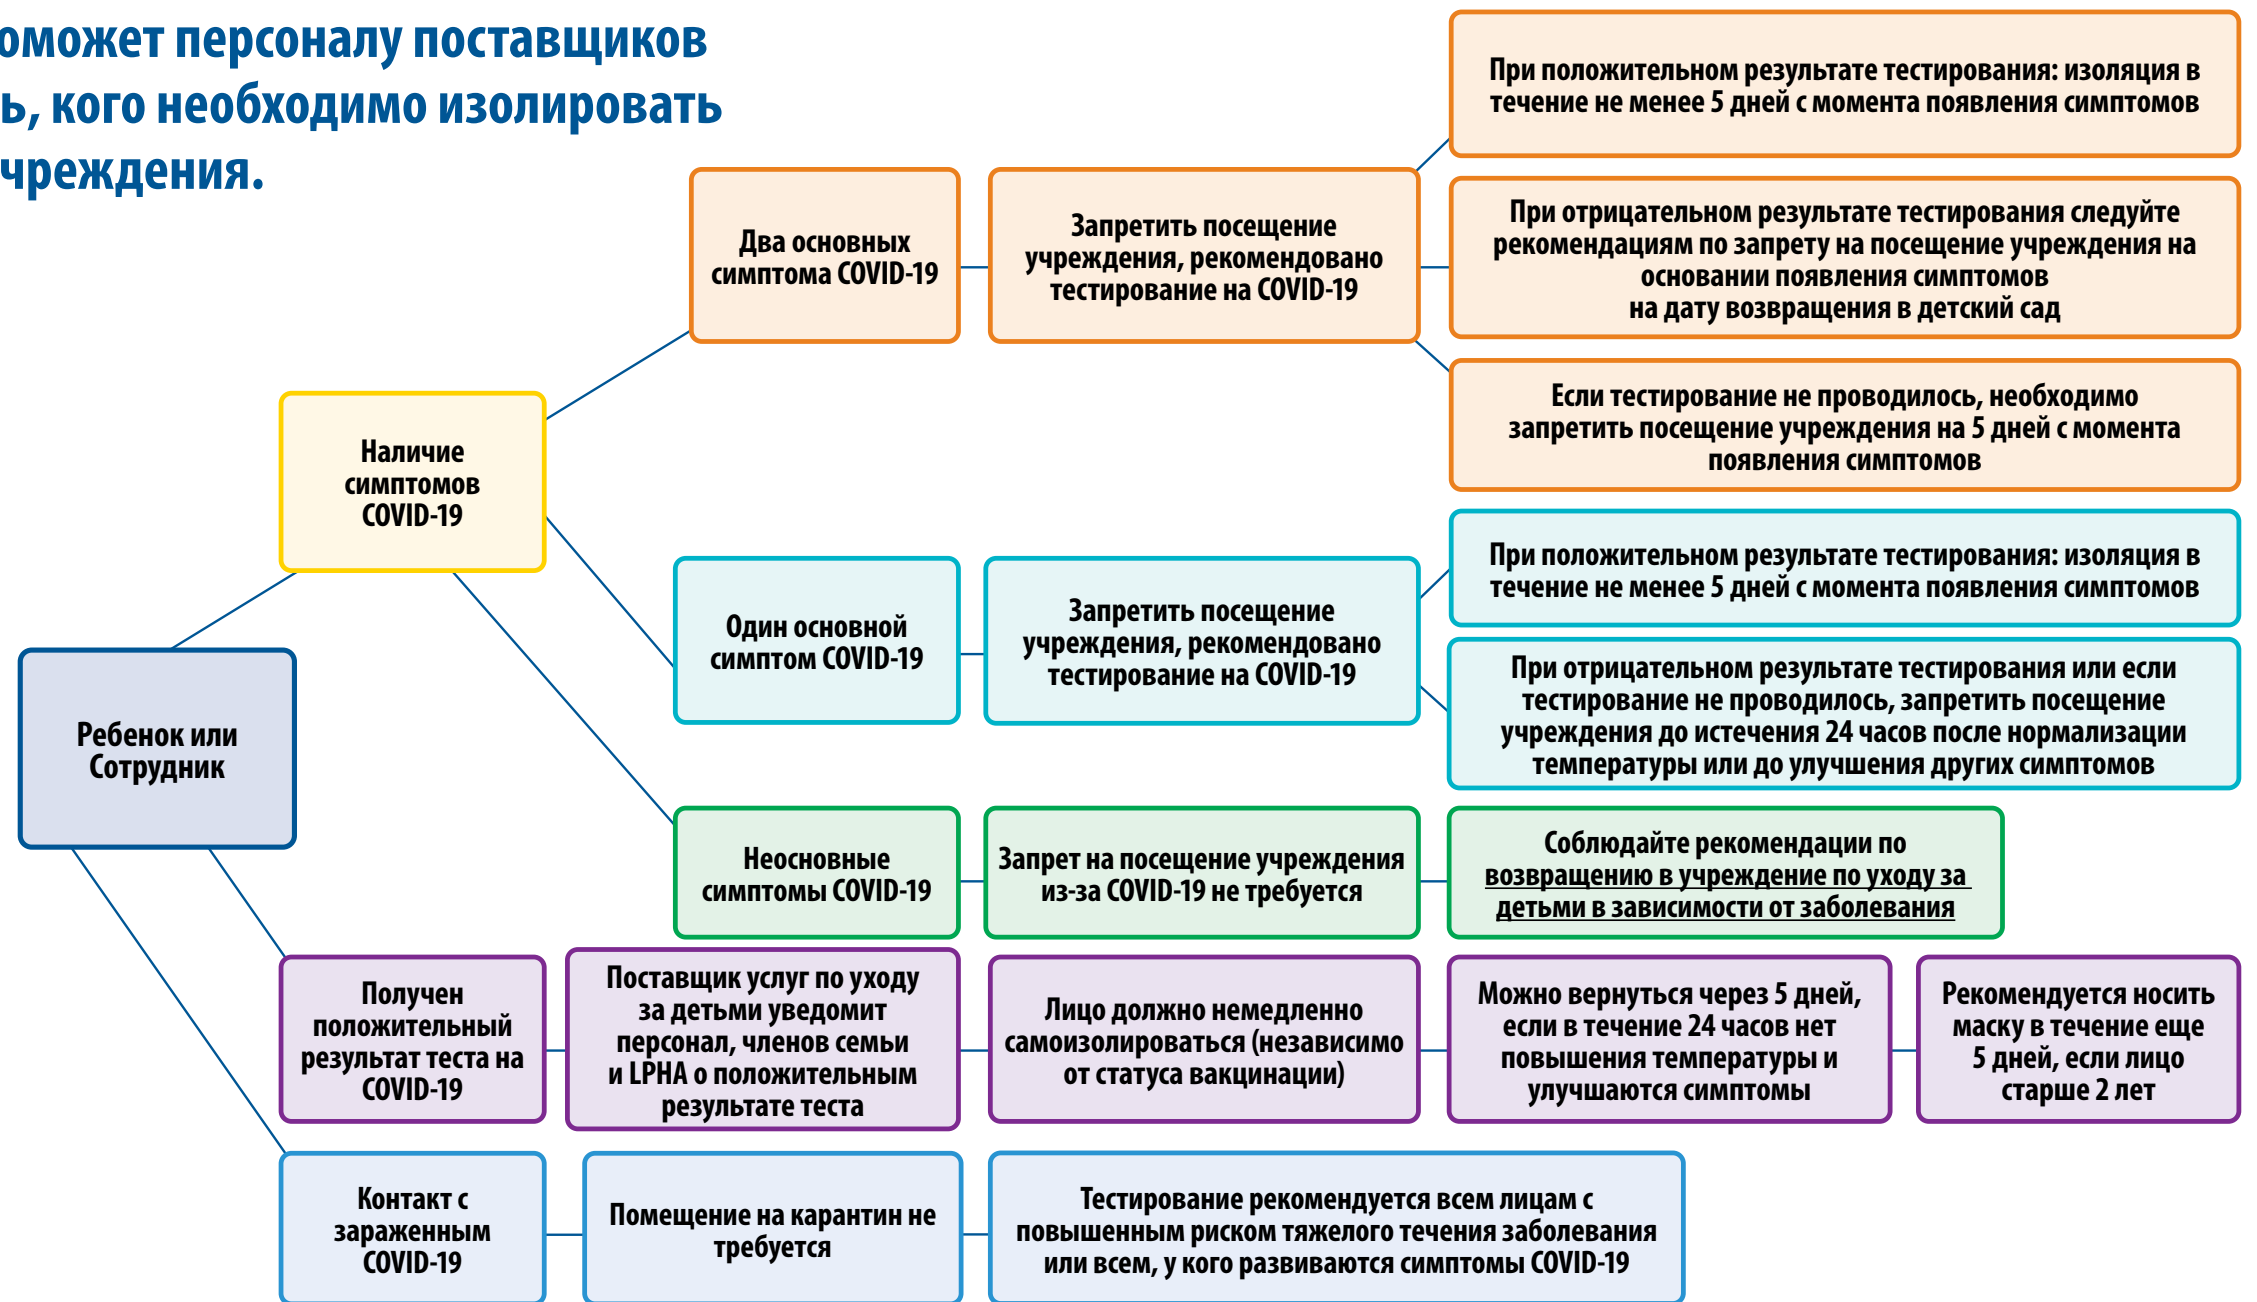 оможет персоналу поставщиков
ь, кого необходимо изолировать
чреждения.
При положительном результате тестирования: изоляция в
течение не менее 5 дней с момента появления симптомов
Два основных
симптома COVID-19
Запретить посещение
учреждения, рекомендовано
тестирование на COVID-19
При отрицательном результате тестирования следуйте
рекомендациям по запрету на посещение учреждения на
основании появления симптомов
на дату возвращения в детский сад
Если тестирование не проводилось, необходимо
запретить посещение учреждения на 5 дней с момента
появления симптомов
Наличие
симптомов
COVID-19
Один основной
симптом COVID-19
Запретить посещение
учреждения, рекомендовано
тестирование на COVID-19
При положительном результате тестирования: изоляция в
течение не менее 5 дней с момента появления симптомов
При отрицательном результате тестирования или если
тестирование не проводилось, запретить посещение
учреждения до истечения 24 часов после нормализации
температуры или до улучшения других симптомов
Ребенок или
Сотрудник
Неосновные
симптомы COVID-19
Запрет на посещение учреждения
из-за COVID-19 не требуется
Соблюдайте рекомендации по
возвращению в учреждение по уходу за
детьми в зависимости от заболевания
Получен
положительный
результат теста на
COVID-19
Поставщик услуг по уходу
за детьми уведомит
персонал, членов семьи
и LPHA о положительным
результате теста
Лицо должно немедленно
самоизолироваться (независимо
от статуса вакцинации)
Можно вернуться через 5 дней,
если в течение 24 часов нет
повышения температуры и
улучшаются симптомы
Рекомендуется носить
маску в течение еще
5 дней, если лицо
старше 2 лет
Контакт с
зараженным
COVID-19
Помещение на карантин не
требуется
Тестирование рекомендуется всем лицам с
повышенным риском тяжелого течения заболевания
или всем, у кого развиваются симптомы COVID-19